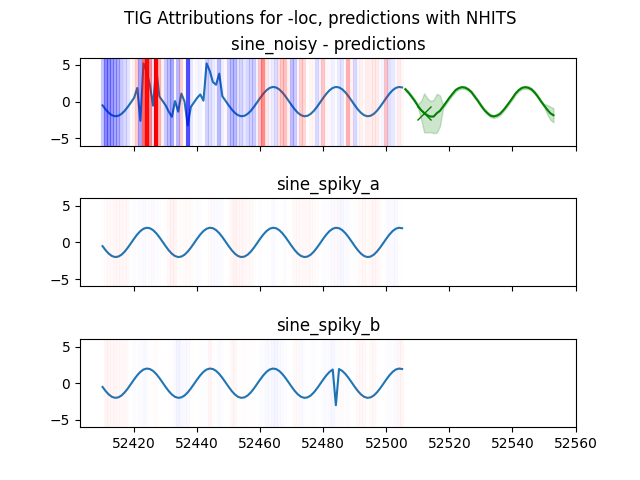 TIG Attributions for -loc, predictions with NHITS
sine_noisy - predictions
5
0
−5
sine_spiky_a
5
0
−5
sine_spiky_b
5
0
−5
52420 52440 52460 52480 52500 52520 52540 52560